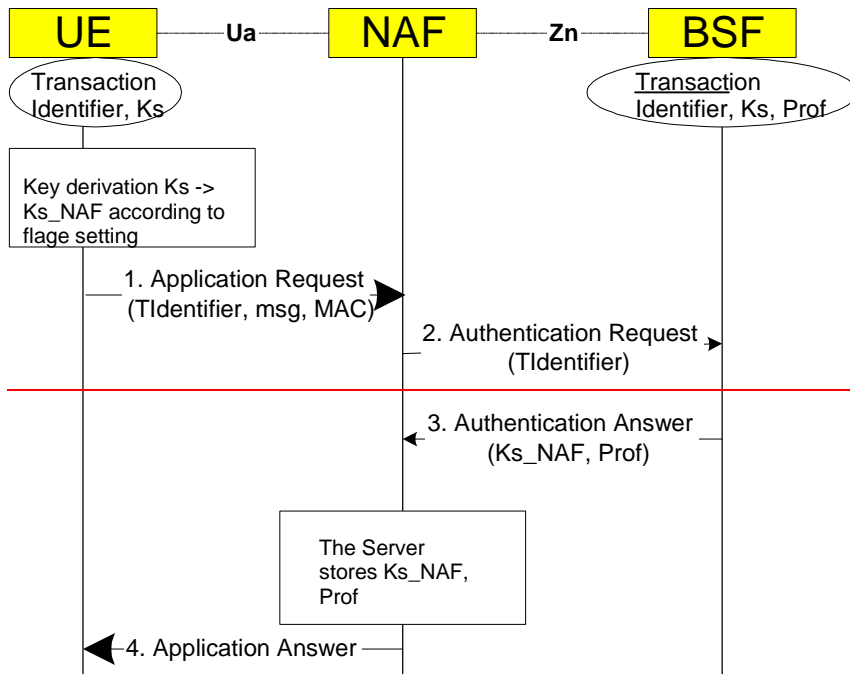 UE
Ua
NAF
Zn
BSF
Transaction
Identifier, Ks
Transaction
Identifier, Ks, Prof
Key derivation Ks ->
Ks_NAF according to
flage setting
1. Application Request
(TIdentifier, msg, MAC)
2. Authentication Request
(TIdentifier)
3. Authentication Answer
(Ks_NAF, Prof)
The Server
stores Ks_NAF,
Prof
4. Application Answer